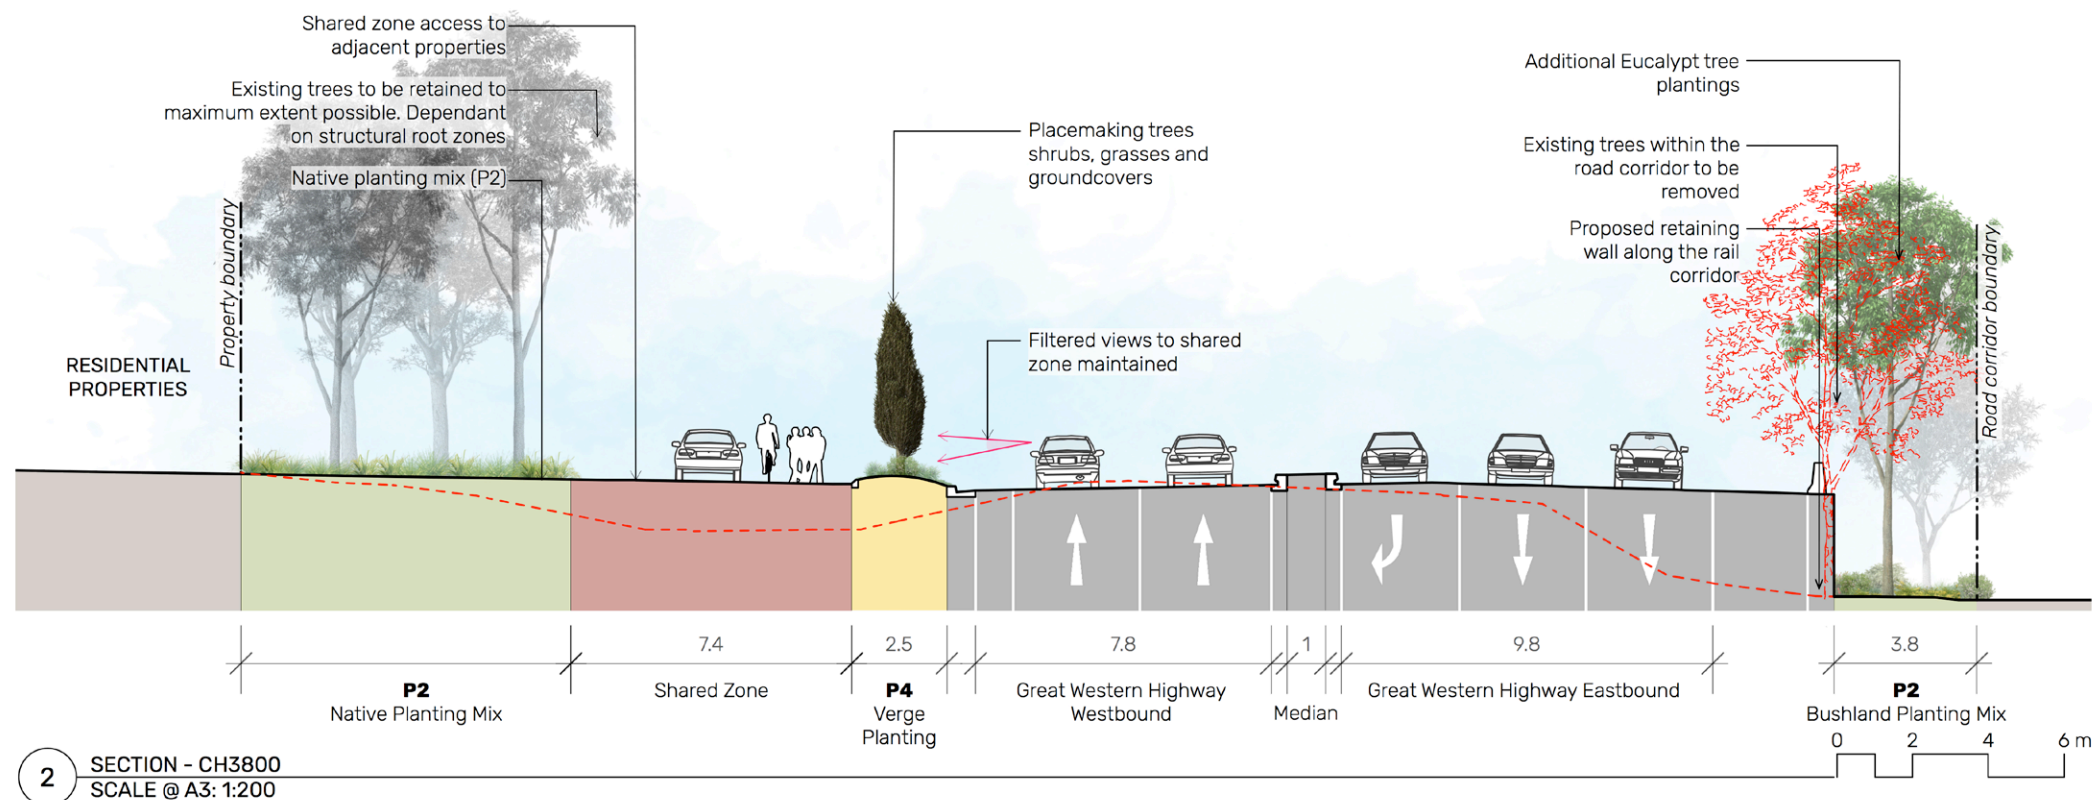 Shared zone access to
adjacent properties
Existing trees to be retained to
maximum extent possible. Dependant
on structural root zones
Native planting mix (P2)
Property boundary
RESIDENTIAL
PROPERTIES
Placemaking trees
shrubs, grasses and
groundcovers
Filtered views to shared
zone maintained
Additional Eucalypt tree
plantings
Existing trees within the
road corridor to be
removed
Proposed retaining
wall along the rail
corridor
Road corridor boundary
7.4
2.5
7.8
1
9.8
3.8
P2
Native Planting Mix
Shared Zone
P4
Verge
Planting
Great Western Highway
Westbound
Median
Great Western Highway Eastbound
P2
Bushland Planting Mix
0 2 4 6 m
2
SECTION - CH3800
SCALE @ A3: 1:200